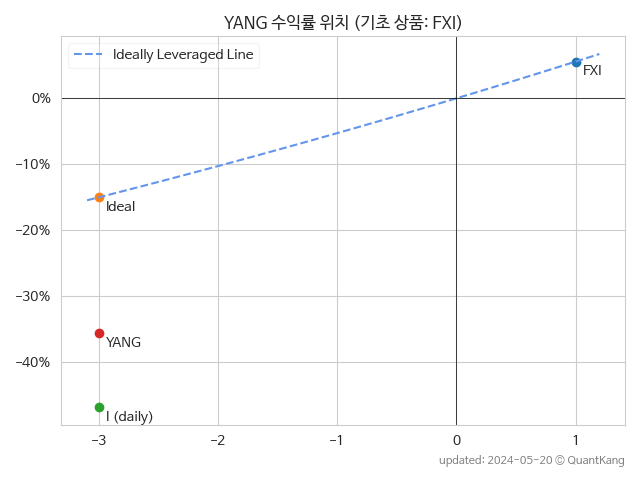 YANG 수익률 위치 (기초 상품: FXI)
Ideally Leveraged Line
FXI
0%
−10%
Ideal
−20%
−30%
YANG
−40%
I (daily)
−3 −2 −1 0 1
updated: 2024-05-20 © QuantKang